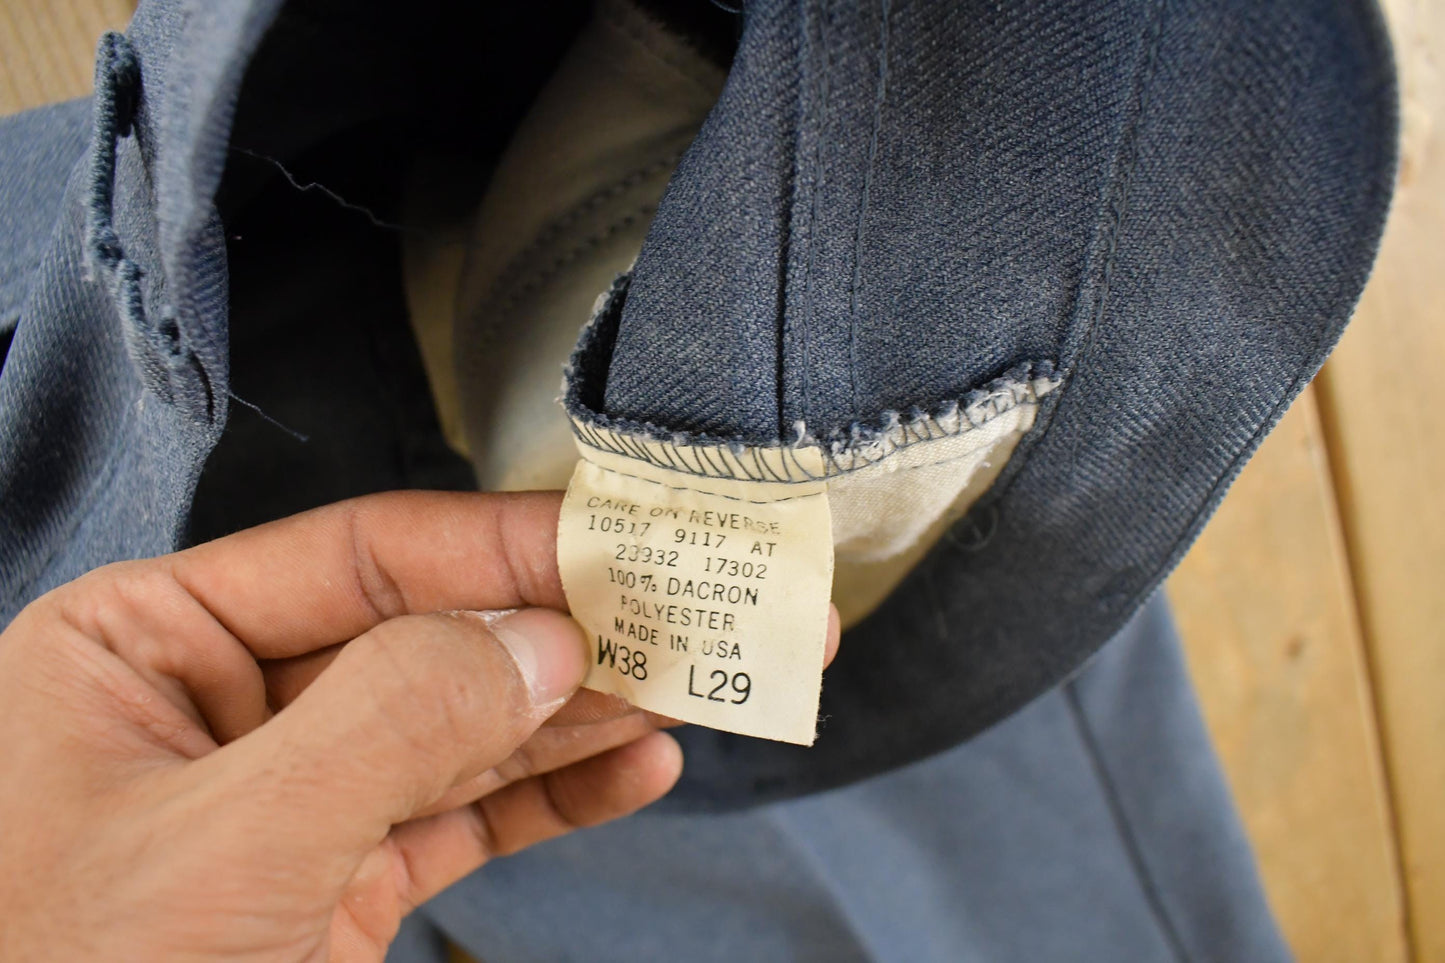 CARE ON REVERSE
10517 9117 AT
23932 17302
100% DACRON
POLYESTER
MADE IN USA
W38 L29